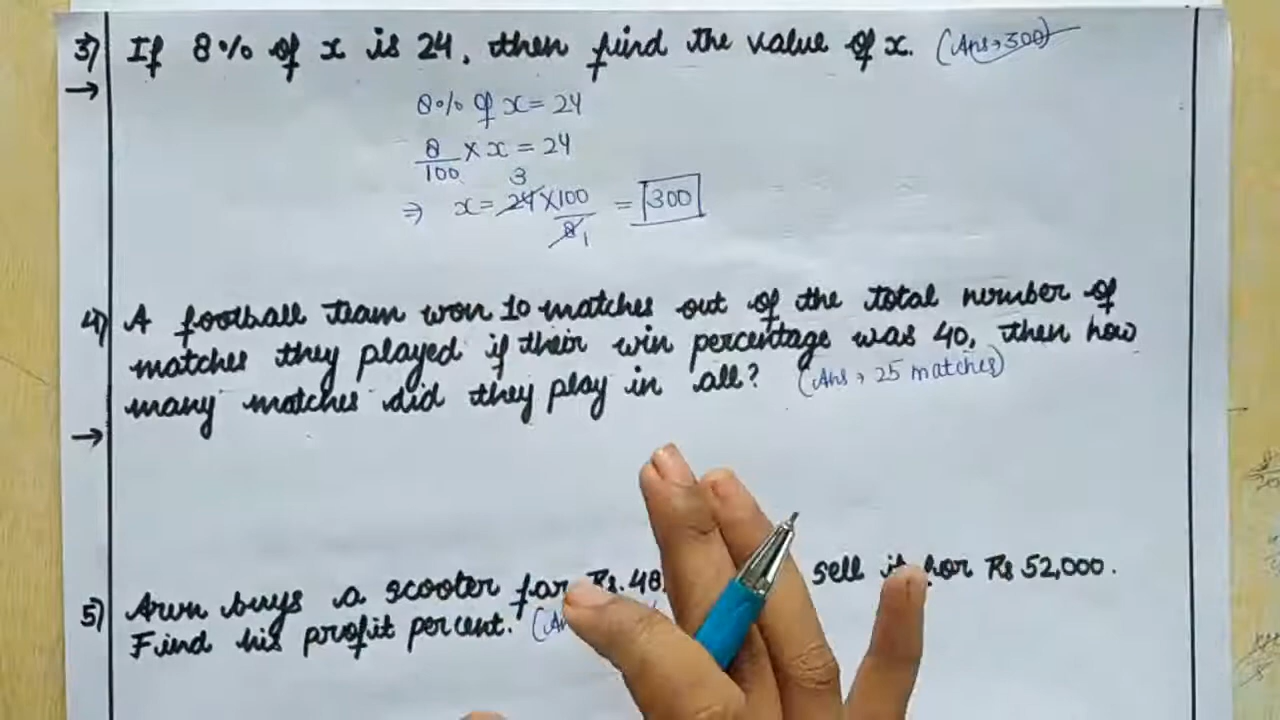 3) If 8% of x is 24, then find the value of x. (Ans→300)
→
8% of x = 24
8/100 × x = 24
3
⇒ x = 24×100/8 = 300
1
4) A football team won 10 matches out of the total number of
matches they played if their win percentage was 40, then how
many matches did they play in all? (Ans→25 matches)
→
5) Arun buys a scooter for Rs.48, sell it for Rs 52,000.
Find his profit percent.